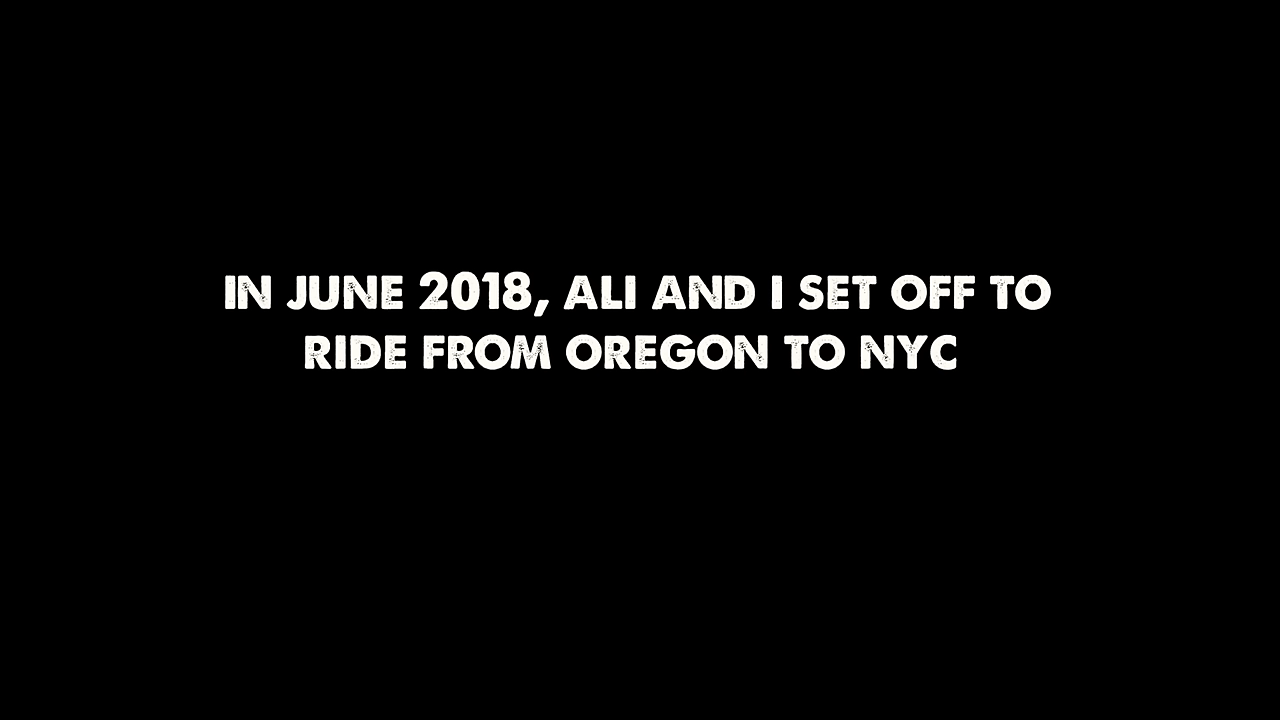 IN JUNE 2018, ALI AND I SET OFF TO
RIDE FROM OREGON TO NYC